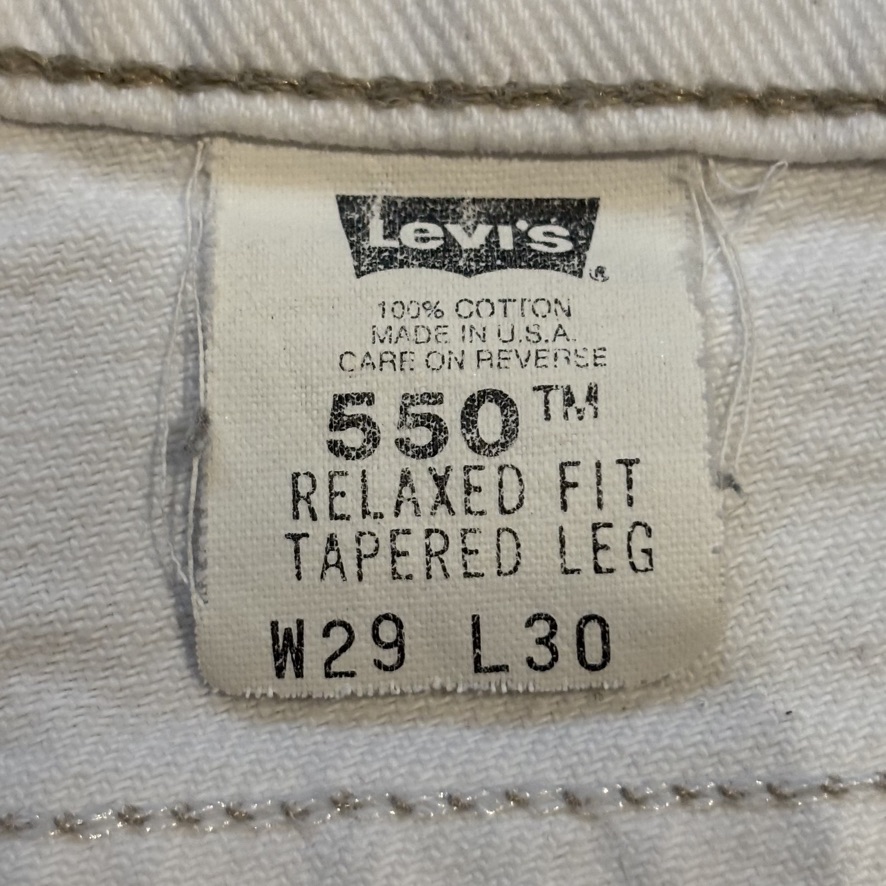 Levi's®
100% COTTON
MADE IN U.S.A.
CARE ON REVERSE
550™
RELAXED FIT
TAPERED LEG
W29 L30